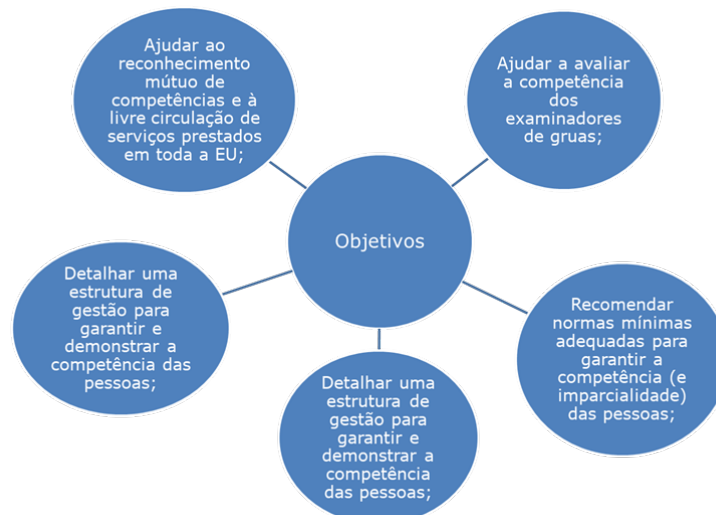 Ajudar ao
reconhecimento
mútuo de
competências e à
livre circulação de
serviços prestados
em toda a EU;
Ajudar a avaliar
a competência
dos
examinadores
de gruas;
Objetivos
Detalhar uma
estrutura de
gestão para
garantir e
demonstrar a
competência das
pessoas;
Recomendar
normas mínimas
adequadas para
garantir a
competência (e
imparcialidade)
das pessoas;
Detalhar uma
estrutura de
gestão para
garantir e
demonstrar a
competência
das pessoas;